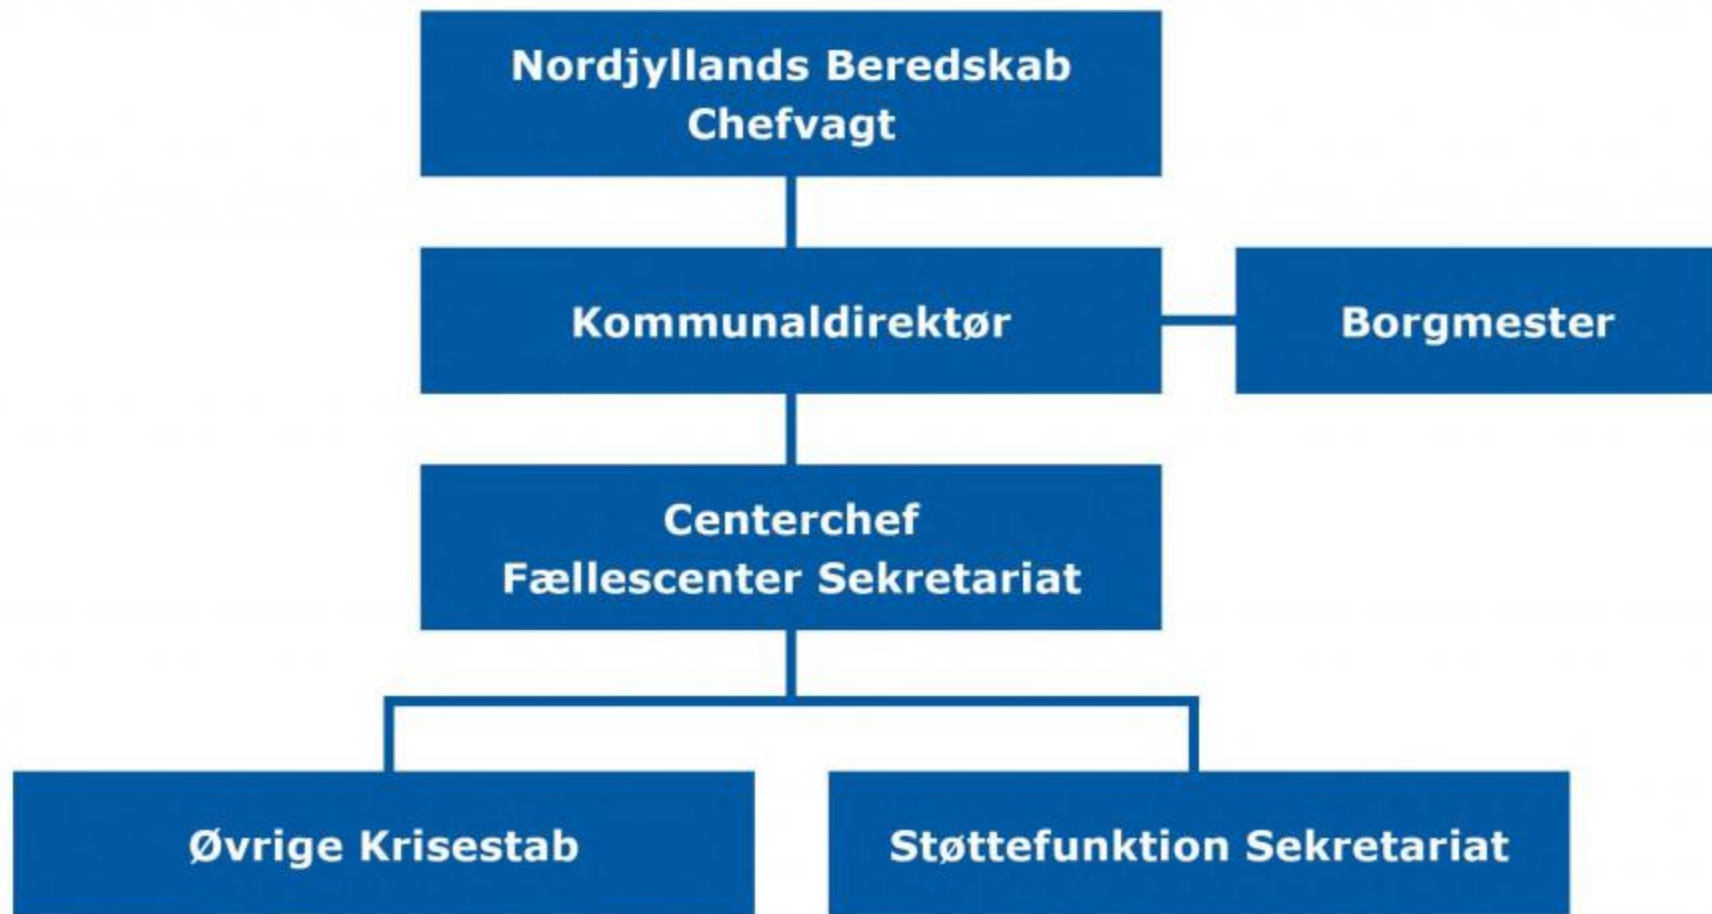 Nordjyllands Beredskab
Chefvagt
Kommunaldirektør
Borgmester
Centerchef
Fællescenter Sekretariat
Øvrige Krisestab
Støttefunktion Sekretariat